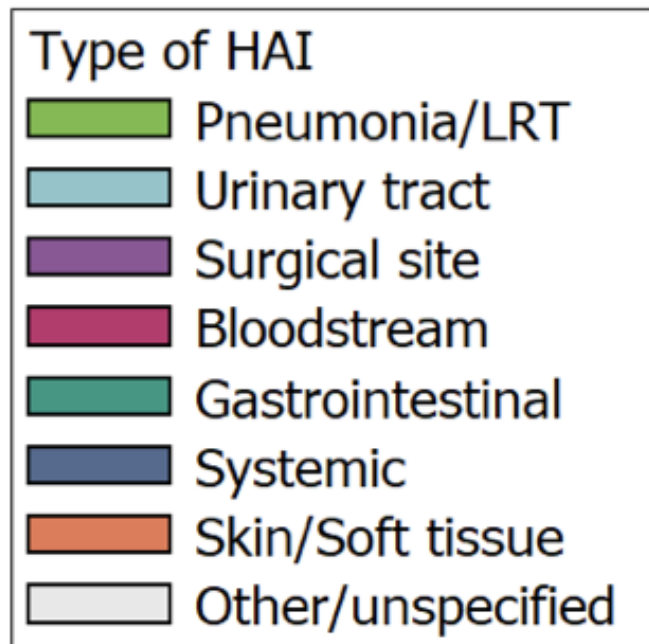 Type of HAI
Pneumonia/LRT
Urinary tract
Surgical site
Bloodstream
Gastrointestinal
Systemic
Skin/Soft tissue
Other/unspecified